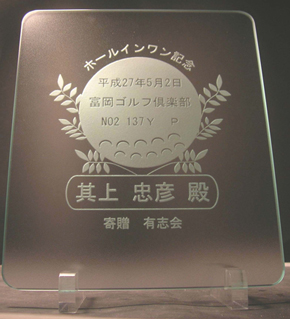 ホールインワン記念
平成27年5月2日
富岡ゴルフ倶楽部
NO2 137Y P
其上 忠彦 殿
寄贈 有志会